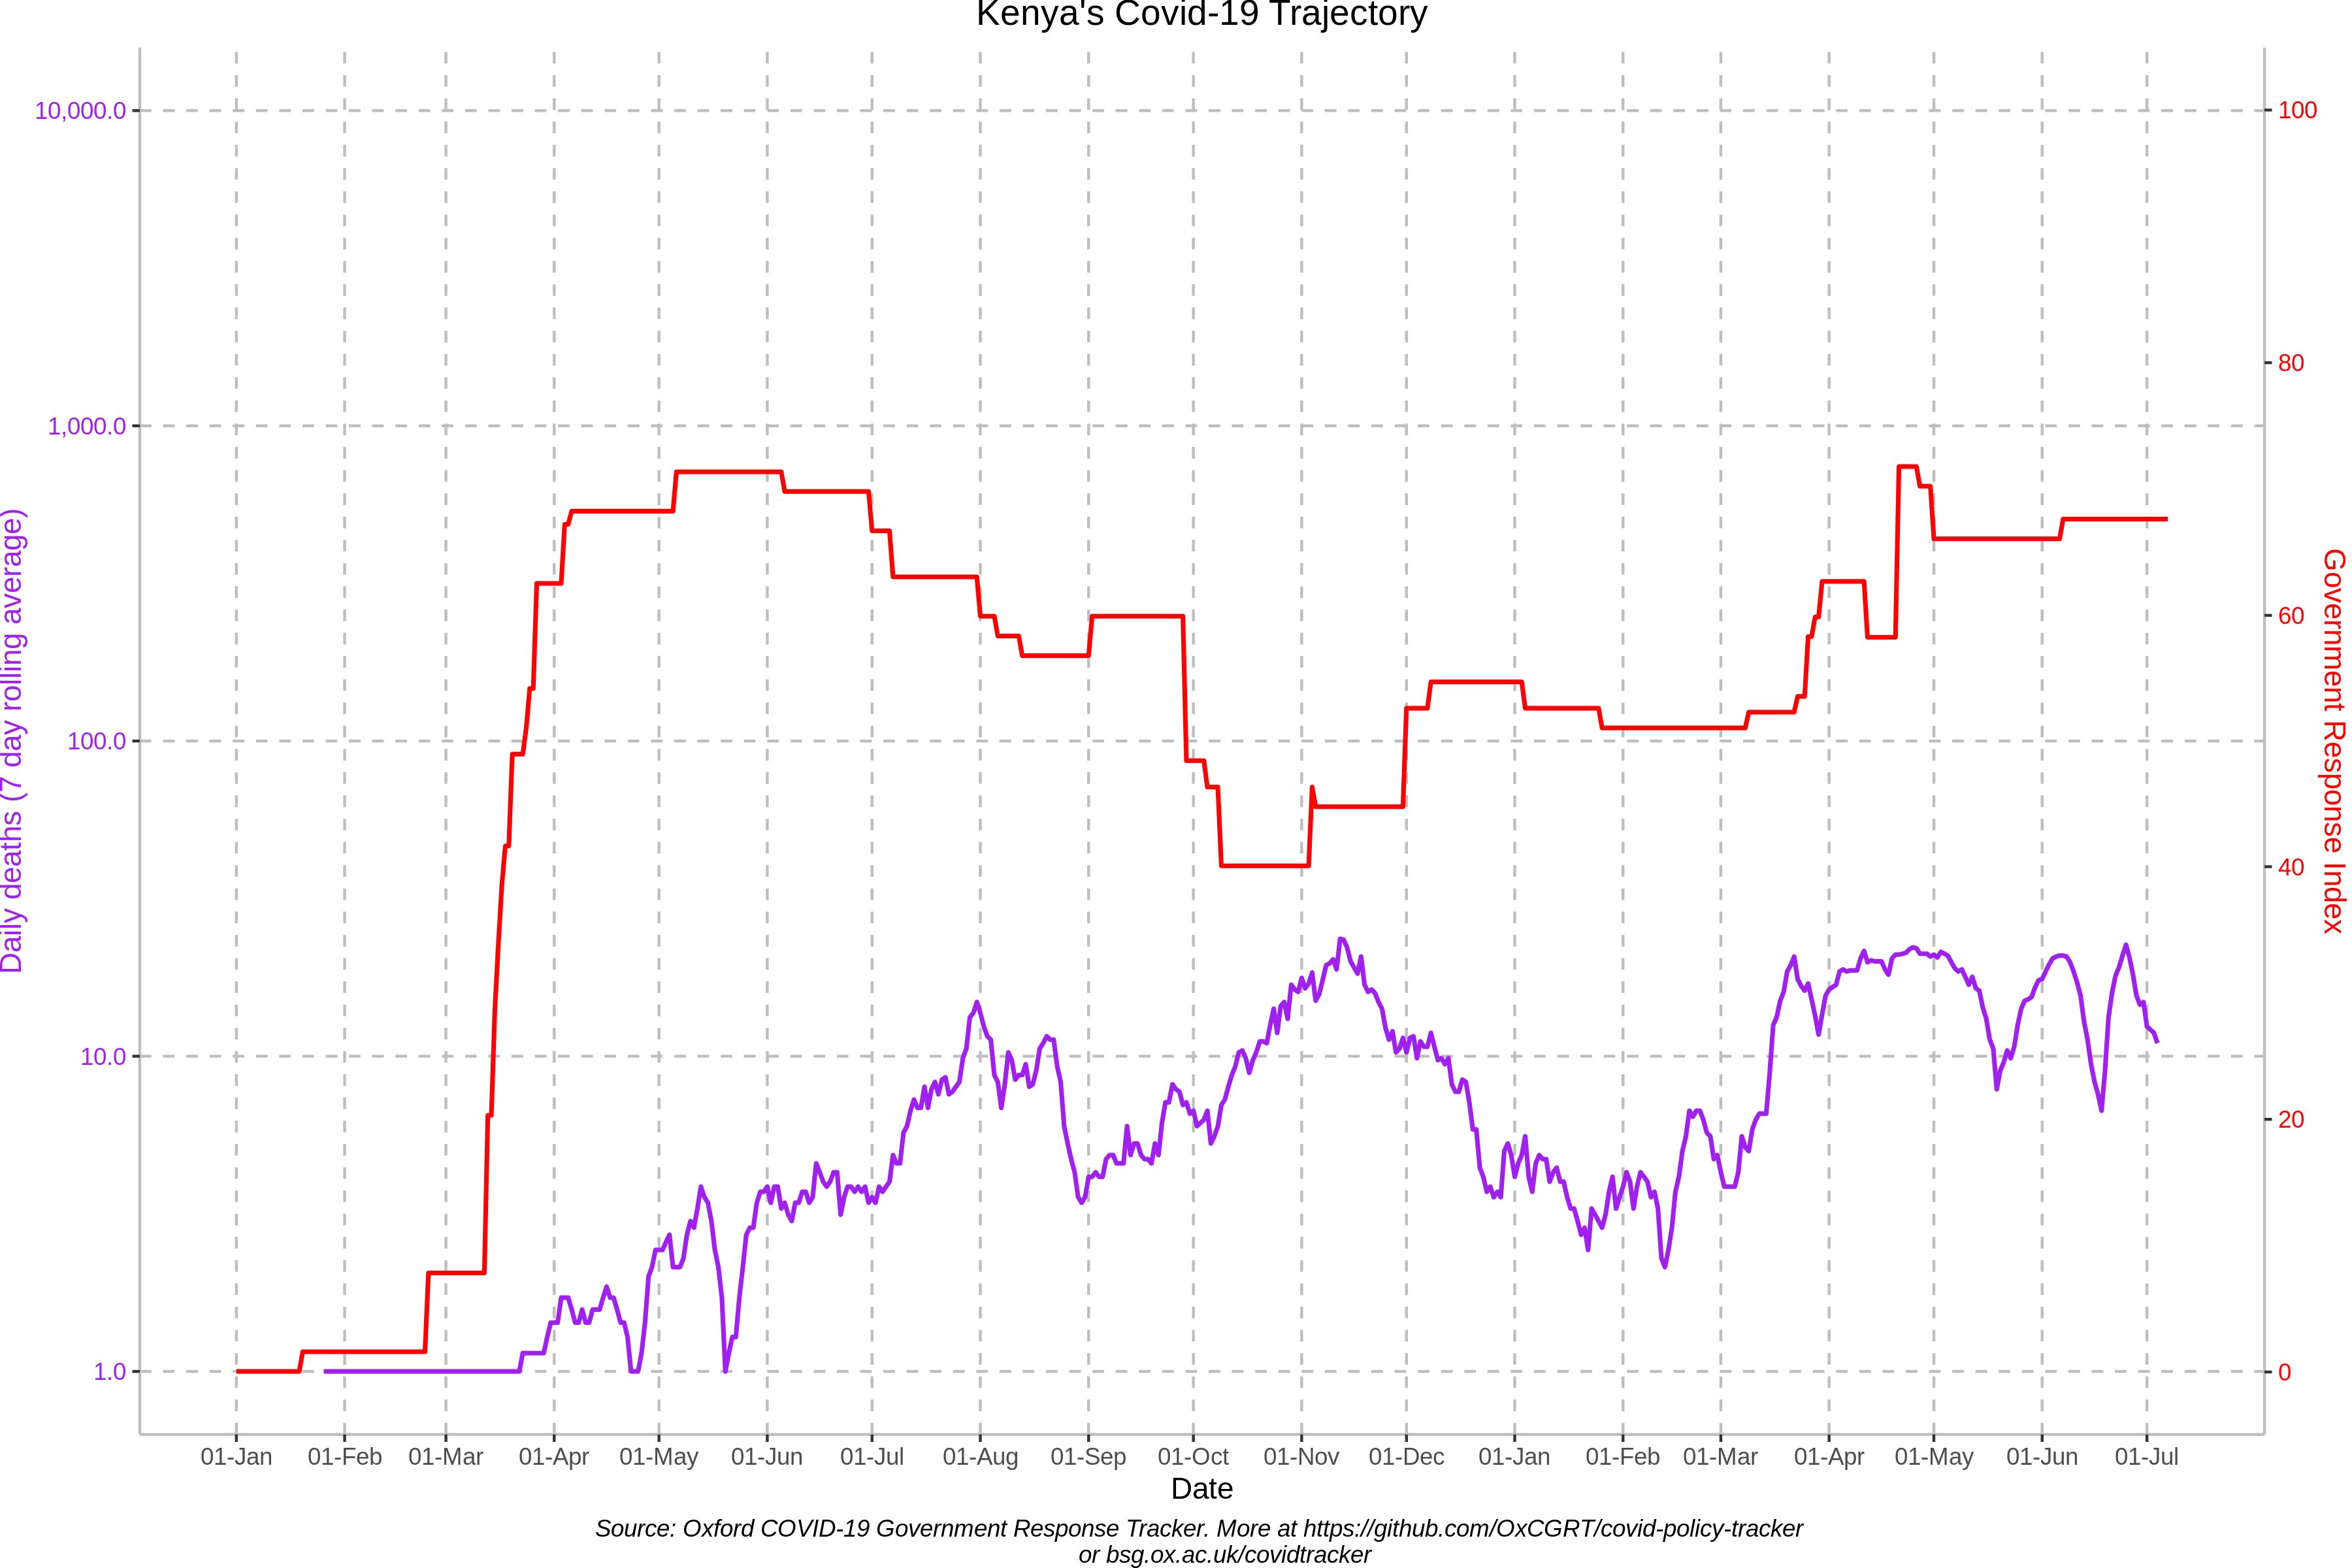 Kenya's Covid-19 Trajectory
10,000.0
1,000.0
100.0
10.0
1.0
Daily deaths (7 day rolling average)
100
80
60
40
20
0
Government Response Index
01-Jan 01-Feb 01-Mar 01-Apr 01-May 01-Jun 01-Jul 01-Aug 01-Sep 01-Oct 01-Nov 01-Dec 01-Jan 01-Feb 01-Mar 01-Apr 01-May 01-Jun 01-Jul
Date
Source: Oxford COVID-19 Government Response Tracker. More at https://github.com/OxCGRT/covid-policy-tracker
or bsg.ox.ac.uk/covidtracker